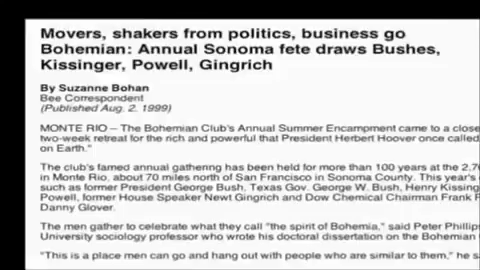 Movers, shakers from politics, business go
Bohemian: Annual Sonoma fete draws Bushes,
Kissinger, Powell, Gingrich
By Suzanne Bohan
Bee Correspondent
(Published Aug. 2, 1999)
MONTE RIO – The Bohemian Club's Annual Summer Encampment came to a close
two-week retreat for the rich and powerful that President Herbert Hoover once called
on Earth."
The club's famed annual gathering has been held for more than 100 years at the 2,7
in Monte Rio, about 70 miles north of San Francisco in Sonoma County. This year's
such as former President George Bush, Texas Gov. George W. Bush, Henry Kissing
Powell, former House Speaker Newt Gingrich and Dow Chemical Chairman Frank P
Danny Glover.
The men gather to celebrate what they call "the spirit of Bohemia," said Peter Phillips
University sociology professor who wrote his doctoral dissertation on the Bohemian
"This is a place men can go and hang out with people who are similar to them," he s